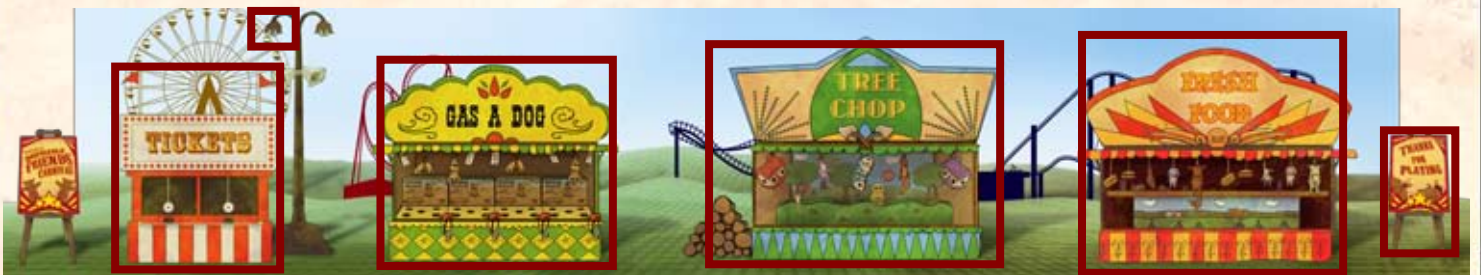 FRIENDS
CARNIVAL
TICKETS
GAS A DOG
TREE
CHOP
FRESH
FOOD
THANKS
FOR
PLAYING